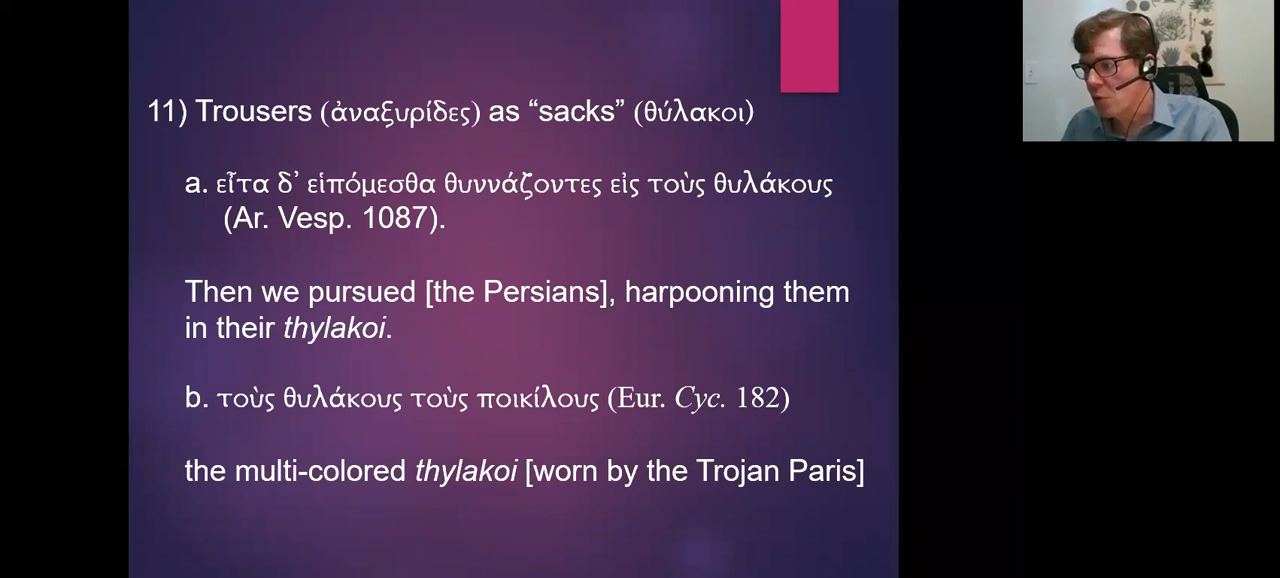 11) Trousers (ἀναξυρίδες) as “sacks” (θύλακοι)
a. εἶτα δ’ εἱπόμεσθα θυννάζοντες εἰς τοὺς θυλάκους
(Ar. Vesp. 1087).
Then we pursued [the Persians], harpooning them
in their thylakoi.
b. τοὺς θυλάκους τοὺς ποικίλους (Eur. Cyc. 182)
the multi-colored thylakoi [worn by the Trojan Paris]